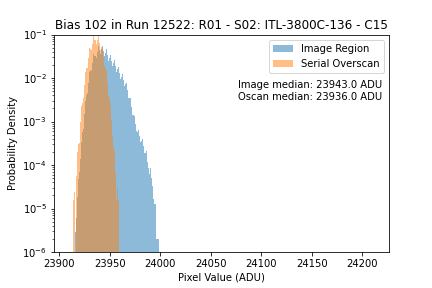 Bias 102 in Run 12522: R01 - S02: ITL-3800C-136 - C15
Image Region
Serial Overscan
Image median: 23943.0 ADU
Oscan median: 23936.0 ADU
Probability Density
10⁻¹
10⁻²
10⁻³
10⁻⁴
10⁻⁵
10⁻⁶
23900 23950 24000 24050 24100 24150 24200
Pixel Value (ADU)